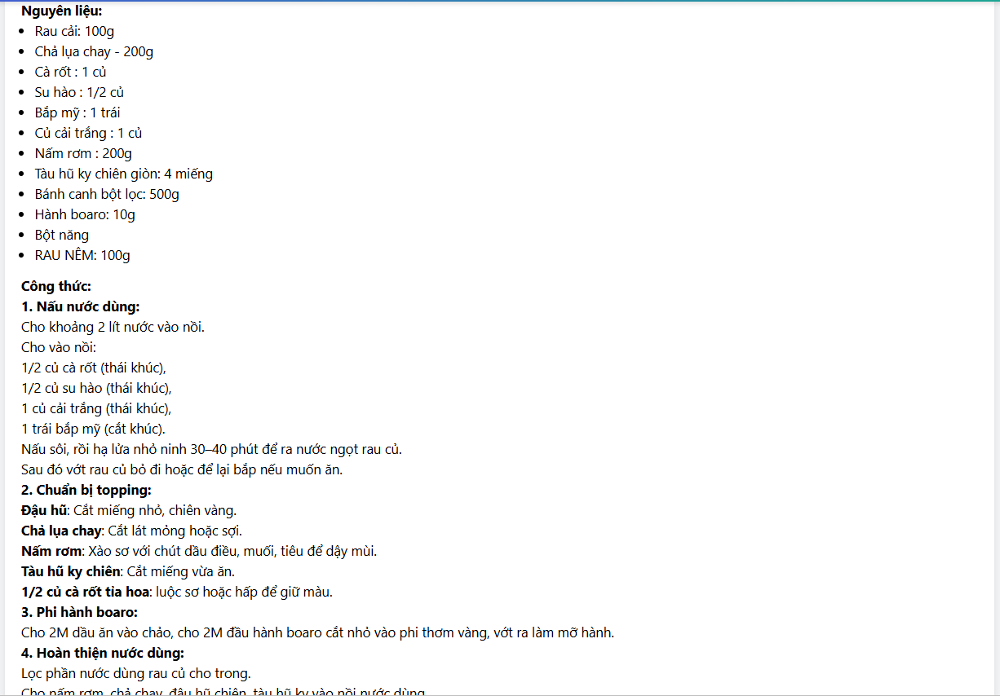 Nguyên liệu:
Rau cải: 100g
Chả lụa chay - 200g
Cà rốt : 1 củ
Su hào : 1/2 củ
Bắp mỹ : 1 trái
Củ cải trắng : 1 củ
Nấm rơm : 200g
Tàu hũ ky chiên giòn: 4 miếng
Bánh canh bột lọc: 500g
Hành boaro: 10g
Bột năng
RAU NÊM: 100g
Công thức:
1. Nấu nước dùng:
Cho khoảng 2 lít nước vào nồi.
Cho vào nồi:
1/2 củ cà rốt (thái khúc),
1/2 củ su hào (thái khúc),
1 củ cải trắng (thái khúc),
1 trái bắp mỹ (cắt khúc).
Nấu sôi, rồi hạ lửa nhỏ ninh 30–40 phút để ra nước ngọt rau củ.
Sau đó vớt rau củ bỏ đi hoặc để lại bắp nếu muốn ăn.
2. Chuẩn bị topping:
Đậu hũ: Cắt miếng nhỏ, chiên vàng.
Chả lụa chay: Cắt lát mỏng hoặc sợi.
Nấm rơm: Xào sơ với chút dầu điều, muối, tiêu để dậy mùi.
Tàu hũ ky chiên: Cắt miếng vừa ăn.
1/2 củ cà rốt tỉa hoa: luộc sơ hoặc hấp để giữ màu.
3. Phi hành boaro:
Cho 2M dầu ăn vào chảo, cho 2M đầu hành boaro cắt nhỏ vào phi thơm vàng, vớt ra làm mỡ hành.
4. Hoàn thiện nước dùng:
Lọc phần nước dùng rau củ cho trong.
Cho nấm rơm, chả chay, đậu hũ chiên, tàu hũ ky vào nồi nước dùng.